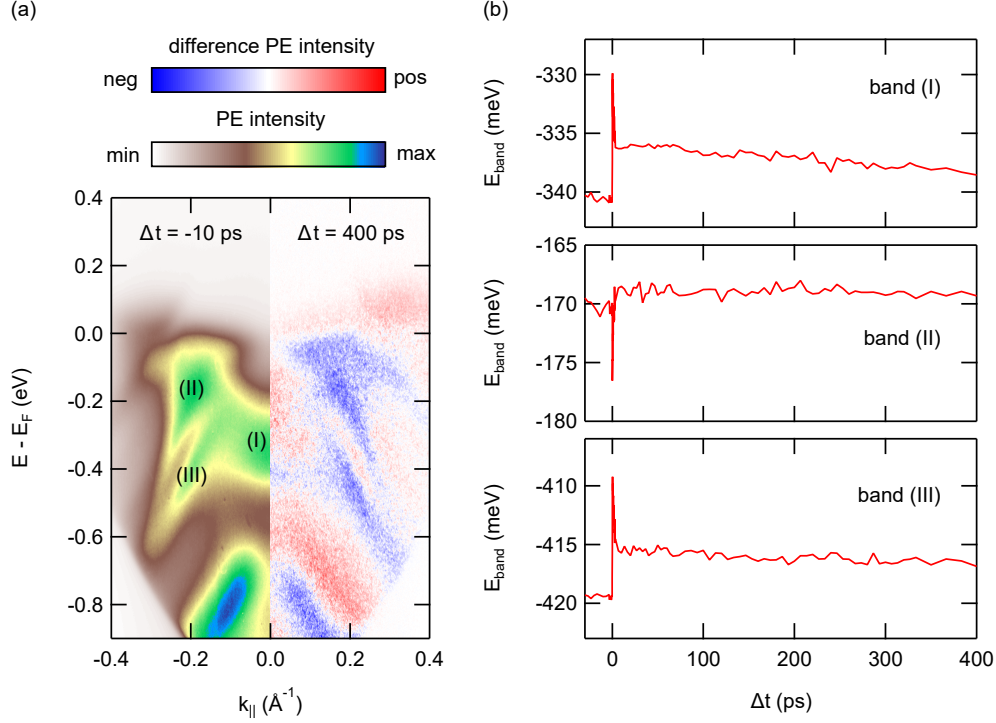 (a)
difference PE intensity
neg pos
PE intensity
min max
0.4
0.2
0.0
-0.2
-0.4
-0.6
-0.8
E - E_F (eV)
Δt = -10 ps Δt = 400 ps
(II)
(I)
(III)
-0.4 -0.2 0.0 0.2 0.4
k_|| (Å⁻¹)
(b)
-330
-335
-340
E_band (meV)
band (I)
-165
-170
-175
-180
E_band (meV)
band (II)
-410
-415
-420
E_band (meV)
band (III)
0 100 200 300 400
Δt (ps)